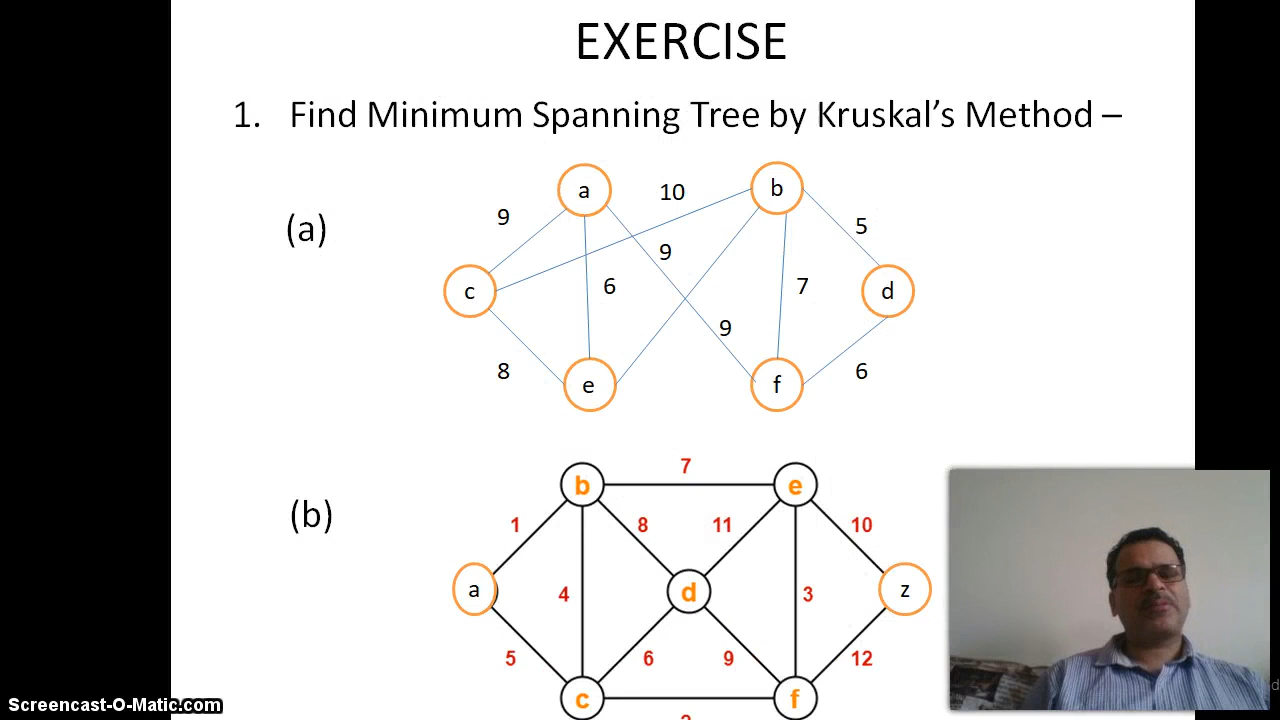 EXERCISE
1. Find Minimum Spanning Tree by Kruskal’s Method –
(a)
a
10
b
9
5
9
c
6
7
d
9
8
e
f
6
(b)
7
b
e
1
8
11
10
a
4
d
3
z
5
6
9
12
c
f
Screencast-O-Matic.com